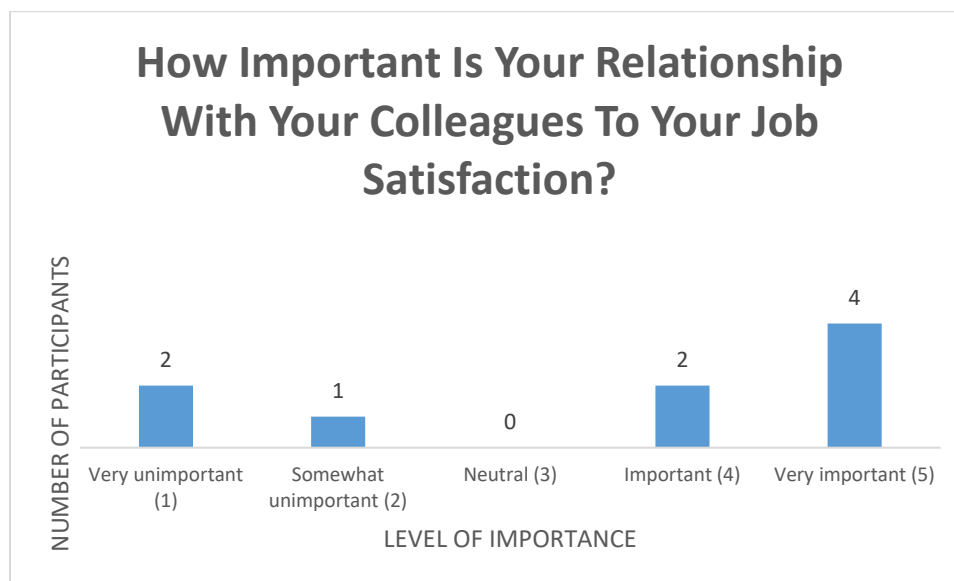 How Important Is Your Relationship
With Your Colleagues To Your Job
Satisfaction?
NUMBER OF PARTICIPANTS
2
1
0
2
4
Very unimportant
(1)
Somewhat
unimportant (2)
Neutral (3)
Important (4)
Very important (5)
LEVEL OF IMPORTANCE